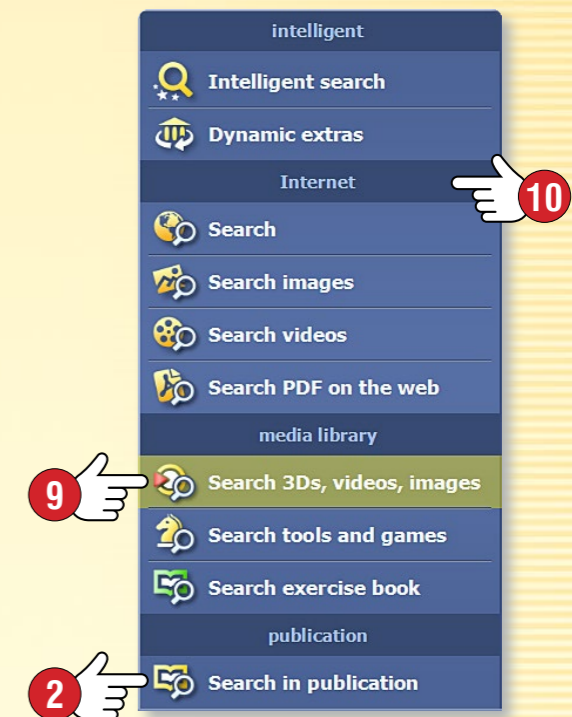 intelligent
Intelligent search
Dynamic extras
Internet
10
Search
Search images
Search videos
Search PDF on the web
media library
9
Search 3Ds, videos, images
Search tools and games
Search exercise book
publication
2
Search in publication